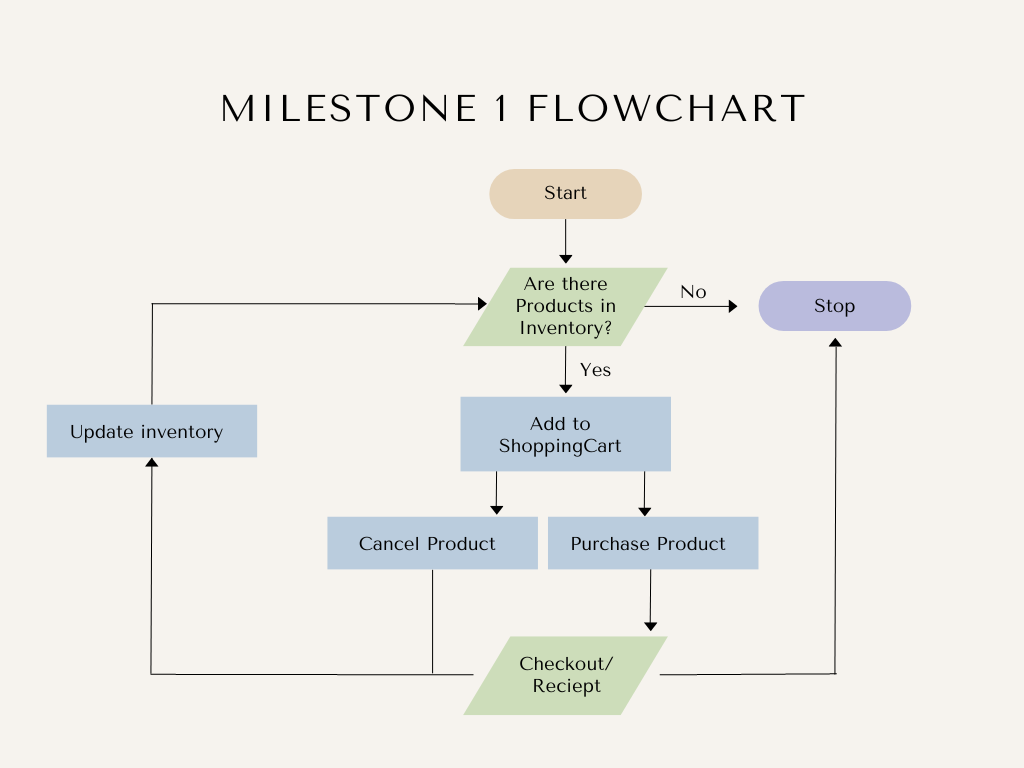 MILESTONE 1 FLOWCHART
Start
Are there
Products in
Inventory?
No
Stop
Yes
Add to
ShoppingCart
Update inventory
Cancel Product
Purchase Product
Checkout/
Reciept